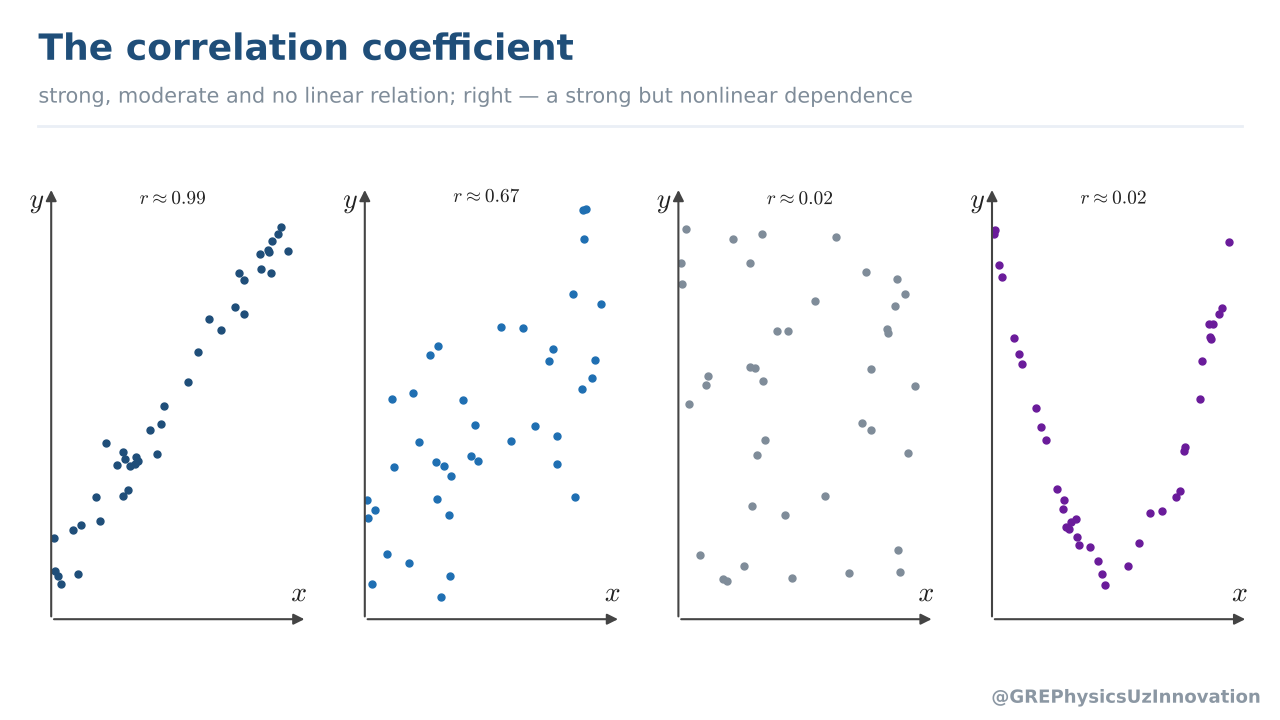 The correlation coefficient
strong, moderate and no linear relation; right — a strong but nonlinear dependence
y r ≈ 0.99
x
y r ≈ 0.67
x
y r ≈ 0.02
x
y r ≈ 0.02
x
@GREPhysicsUzInnovation